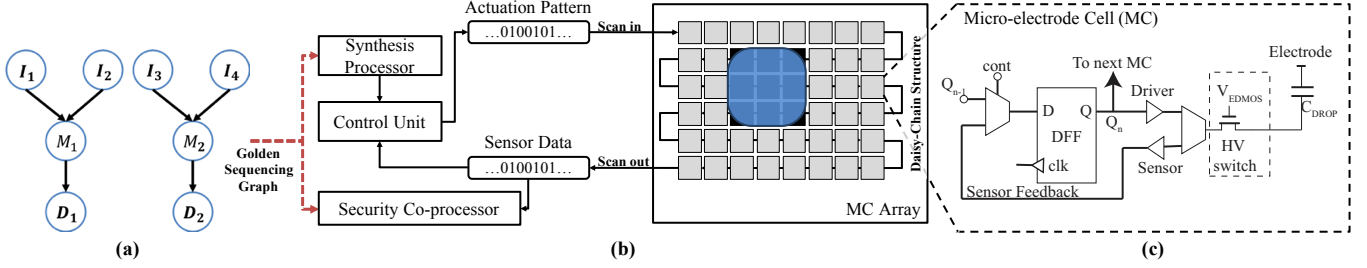 I1 I2 I3 I4
M1 M2
D1 D2
(a)
Golden
Sequencing
Graph
Synthesis
Processor
Control Unit
Security Co-processor
Actuation Pattern
...0100101...
Sensor Data
...0100101...
Scan in
Scan out
Daisy-Chain Structure
MC Array
(b)
Micro-electrode Cell (MC)
Qn-1
cont
D Q
DFF
clk
To next MC
Qn
Driver
Sensor
Sensor Feedback
VEDMOS
HV
switch
Electrode
CDROP
(c)